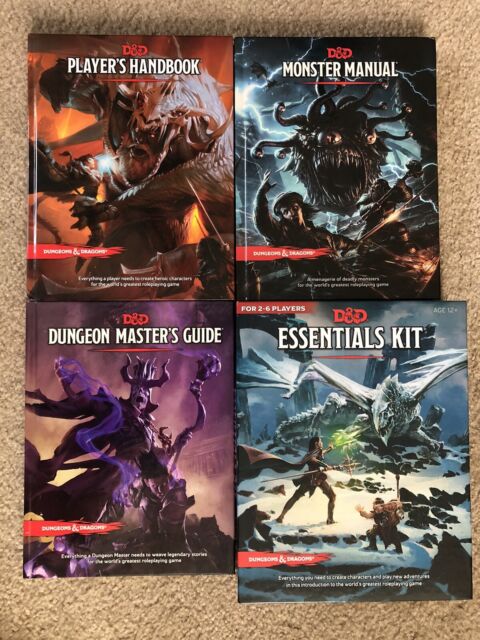 D&D
PLAYER'S HANDBOOK
DUNGEONS & DRAGONS®
Everything a player needs to create heroic characters
for the world's greatest roleplaying game
D&D
MONSTER MANUAL
DUNGEONS & DRAGONS®
A menagerie of deadly monsters
for the world's greatest roleplaying game
D&D
DUNGEON MASTER'S GUIDE
DUNGEONS & DRAGONS®
Everything a Dungeon Master needs to weave legendary stories
for the world's greatest roleplaying game
FOR 2-6 PLAYERS
AGE 12+
D&D
ESSENTIALS KIT
DUNGEONS & DRAGONS®
Everything you need to create characters and play new adventures
in this introduction to the world's greatest roleplaying game